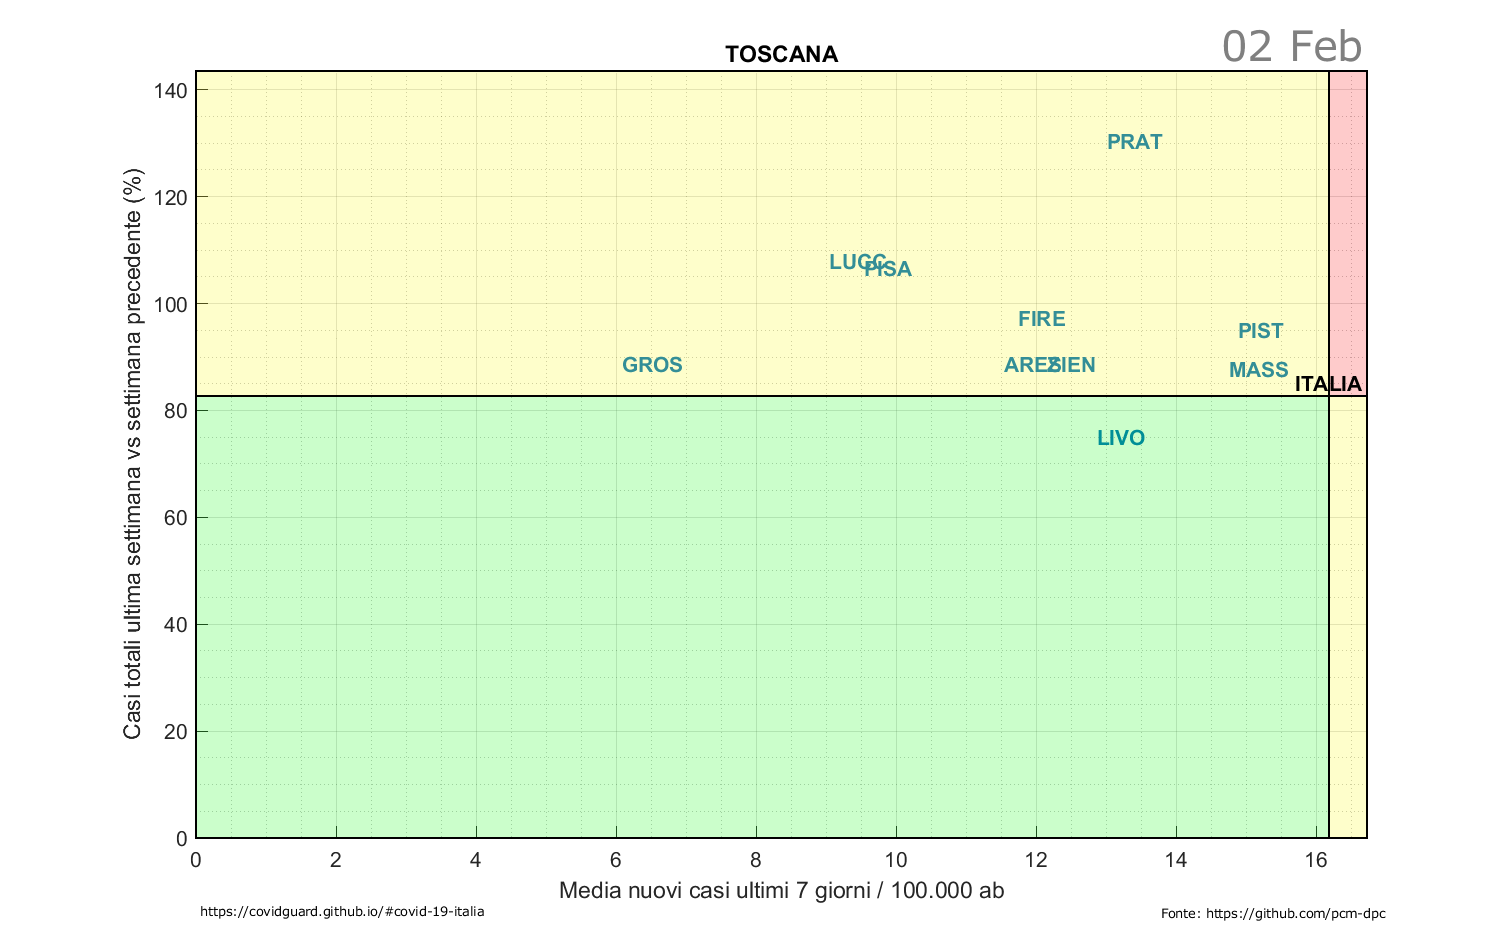 TOSCANA
02 Feb
Casi totali ultima settimana vs settimana precedente (%)
140
120
100
80
60
40
20
0
PRAT
LUCC
PISA
FIRE
PIST
GROS
AREZ
SIEN
MASS
ITALIA
LIVO
0 2 4 6 8 10 12 14 16
Media nuovi casi ultimi 7 giorni / 100.000 ab
https://covidguard.github.io/#covid-19-italia
Fonte: https://github.com/pcm-dpc